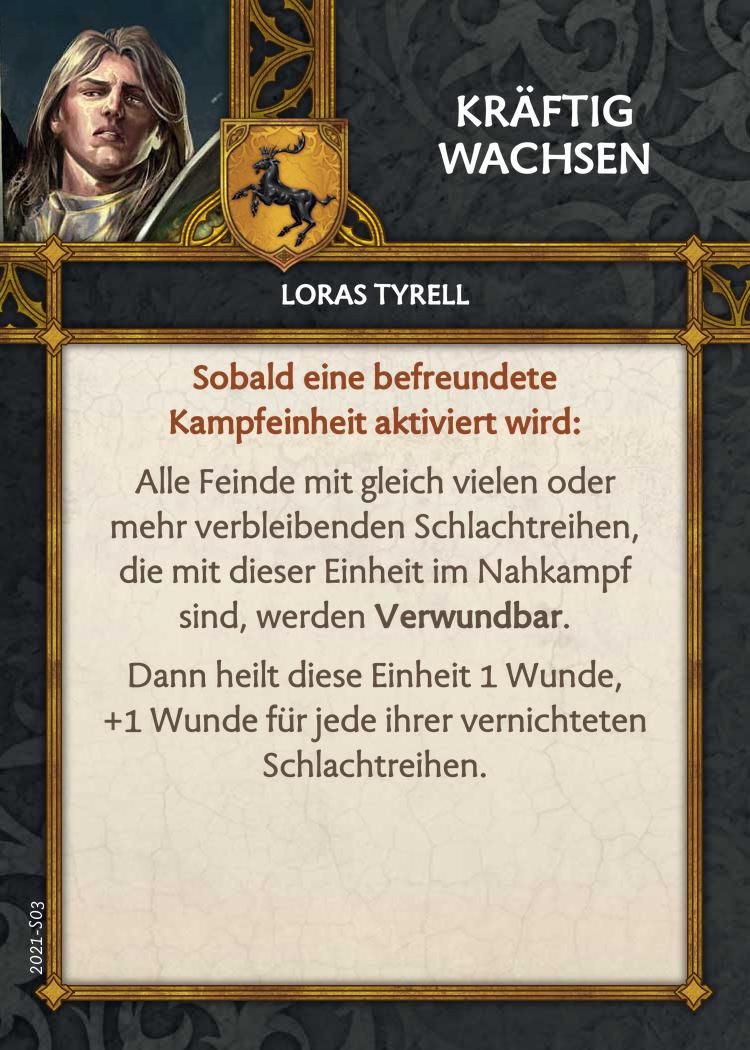 KRÄFTIG
WACHSEN
LORAS TYRELL
Sobald eine befreundete
Kampfeinheit aktiviert wird:
Alle Feinde mit gleich vielen oder
mehr verbleibenden Schlachtreihen,
die mit dieser Einheit im Nahkampf
sind, werden Verwundbar.
Dann heilt diese Einheit 1 Wunde,
+1 Wunde für jede ihrer vernichteten
Schlachtreihen.
2021-S03